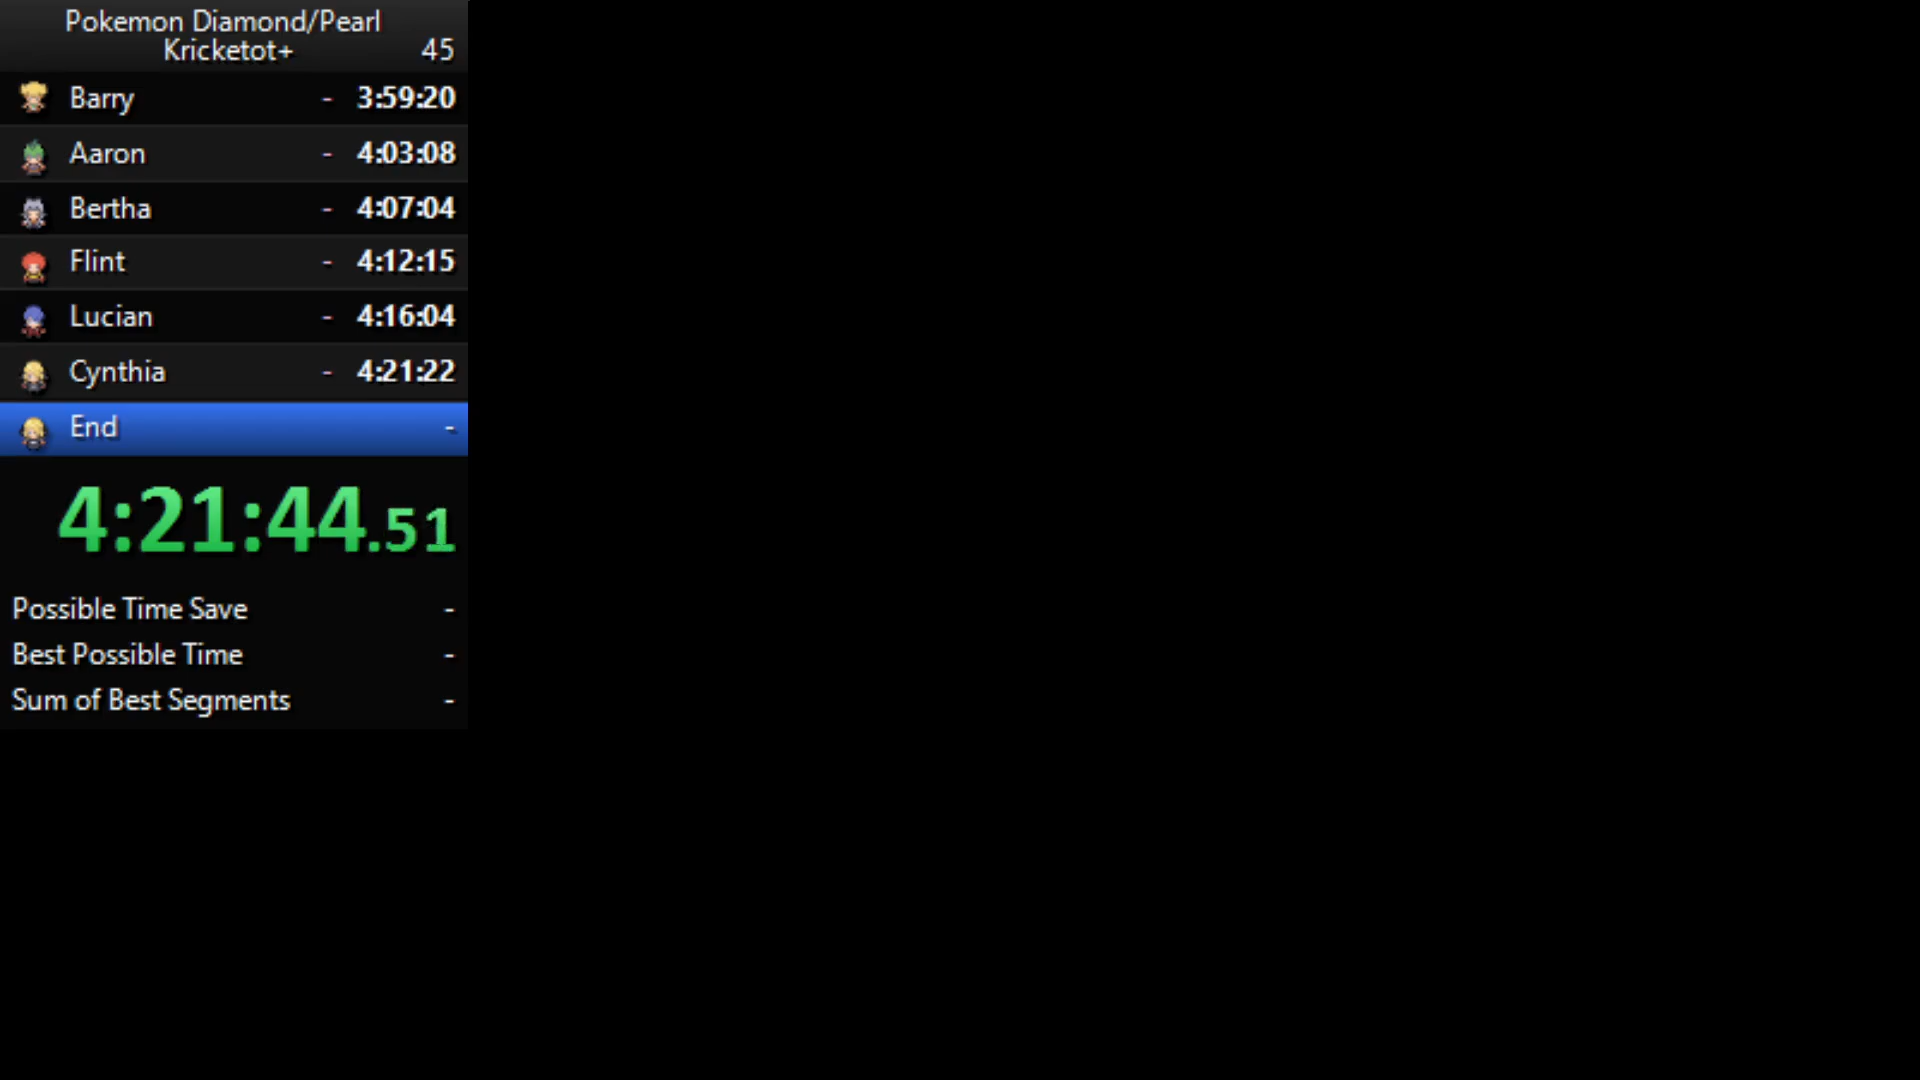 Pokemon Diamond/Pearl
Kricketot+ 45
Barry - 3:59:20
Aaron - 4:03:08
Bertha - 4:07:04
Flint - 4:12:15
Lucian - 4:16:04
Cynthia - 4:21:22
End -
4:21:44.51
Possible Time Save -
Best Possible Time -
Sum of Best Segments -